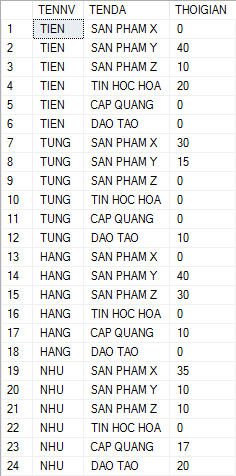 TENNV TENDA THOIGIAN
1 TIEN SAN PHAM X 0
2 TIEN SAN PHAM Y 40
3 TIEN SAN PHAM Z 10
4 TIEN TIN HOC HOA 20
5 TIEN CAP QUANG 0
6 TIEN DAO TAO 0
7 TUNG SAN PHAM X 30
8 TUNG SAN PHAM Y 15
9 TUNG SAN PHAM Z 0
10 TUNG TIN HOC HOA 0
11 TUNG CAP QUANG 0
12 TUNG DAO TAO 10
13 HANG SAN PHAM X 0
14 HANG SAN PHAM Y 40
15 HANG SAN PHAM Z 30
16 HANG TIN HOC HOA 0
17 HANG CAP QUANG 10
18 HANG DAO TAO 0
19 NHU SAN PHAM X 35
20 NHU SAN PHAM Y 10
21 NHU SAN PHAM Z 10
22 NHU TIN HOC HOA 0
23 NHU CAP QUANG 17
24 NHU DAO TAO 20